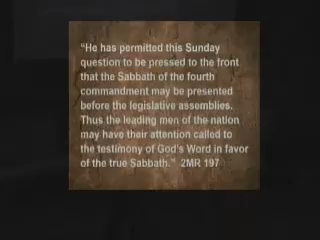 “He has permitted this Sunday
question to be pressed to the front
that the Sabbath of the fourth
commandment may be presented
before the legislative assemblies.
Thus the leading men of the nation
may have their attention called to
the testimony of God's Word in favor
of the true Sabbath.” 2MR 197